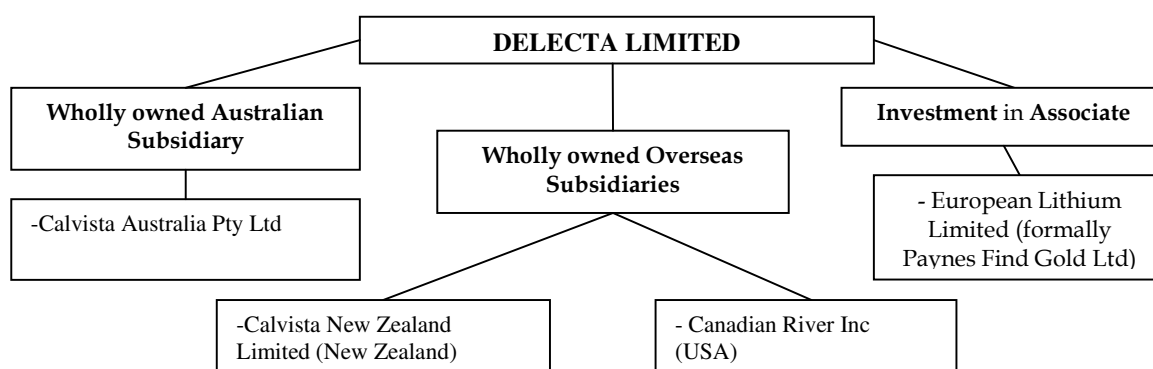 DELECTA LIMITED
Wholly owned Australian
Subsidiary
Investment in Associate
Wholly owned Overseas
Subsidiaries
-Calvista Australia Pty Ltd
- European Lithium
Limited (formally
Paynes Find Gold Ltd)
-Calvista New Zealand
Limited (New Zealand)
- Canadian River Inc
(USA)